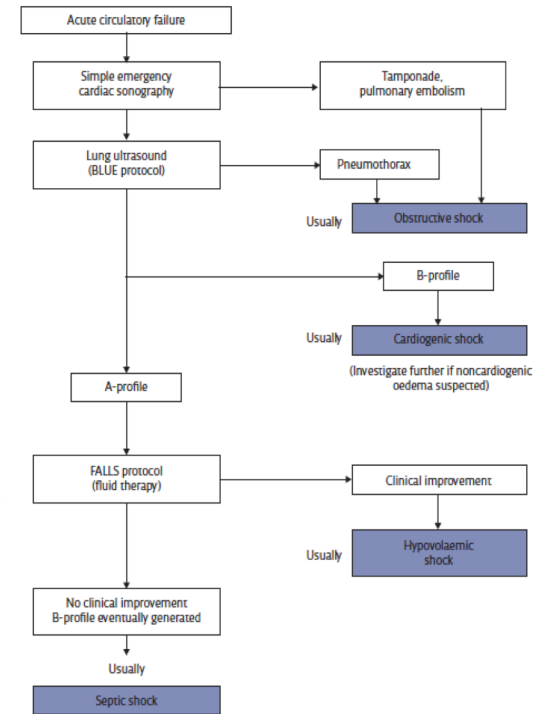 Acute circulatory failure
Simple emergency
cardiac sonography
Tamponade,
pulmonary embolism
Lung ultrasound
(BLUE protocol)
Pneumothorax
Usually
Obstructive shock
B-profile
Usually
Cardiogenic shock
(Investigate further if noncardiogenic
oedema suspected)
A-profile
FALLS protocol
(fluid therapy)
Clinical improvement
Usually
Hypovolaemic
shock
No clinical improvement
B-profile eventually generated
Usually
Septic shock